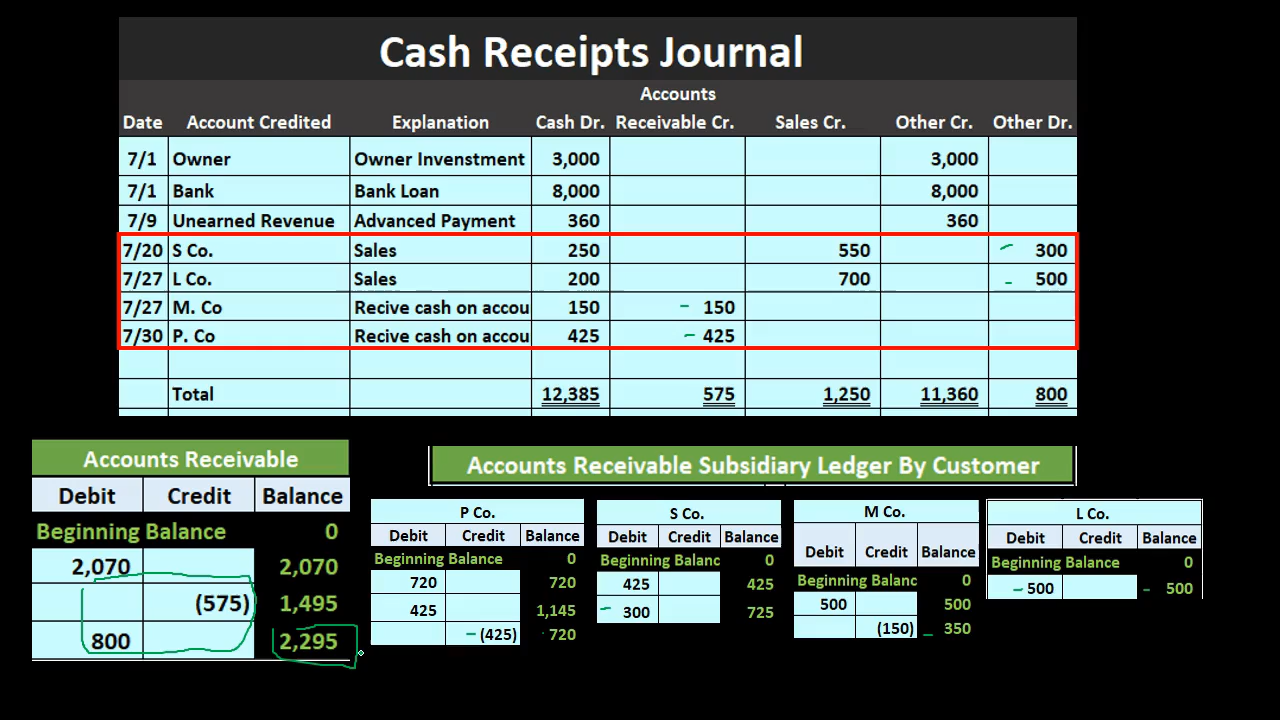 Cash Receipts Journal
Accounts
Date Account Credited Explanation Cash Dr. Receivable Cr. Sales Cr. Other Cr. Other Dr.
7/1 Owner Owner Invenstment 3,000 3,000
7/1 Bank Bank Loan 8,000 8,000
7/9 Unearned Revenue Advanced Payment 360 360
7/20 S Co. Sales 250 550 300
7/27 L Co. Sales 200 700 500
7/27 M. Co Recive cash on accou 150 150
7/30 P. Co Recive cash on accou 425 425
Total 12,385 575 1,250 11,360 800
Accounts Receivable
Debit Credit Balance
Beginning Balance 0
2,070 2,070
(575) 1,495
800 2,295
Accounts Receivable Subsidiary Ledger By Customer
P Co.
Debit Credit Balance
Beginning Balance 0
720 720
425 1,145
(425) 720
S Co.
Debit Credit Balance
Beginning Balanc 0
425 425
300 725
M Co.
Debit Credit Balance
Beginning Balanc 0
500 500
(150) 350
L Co.
Debit Credit Balance
Beginning Balance 0
500 500